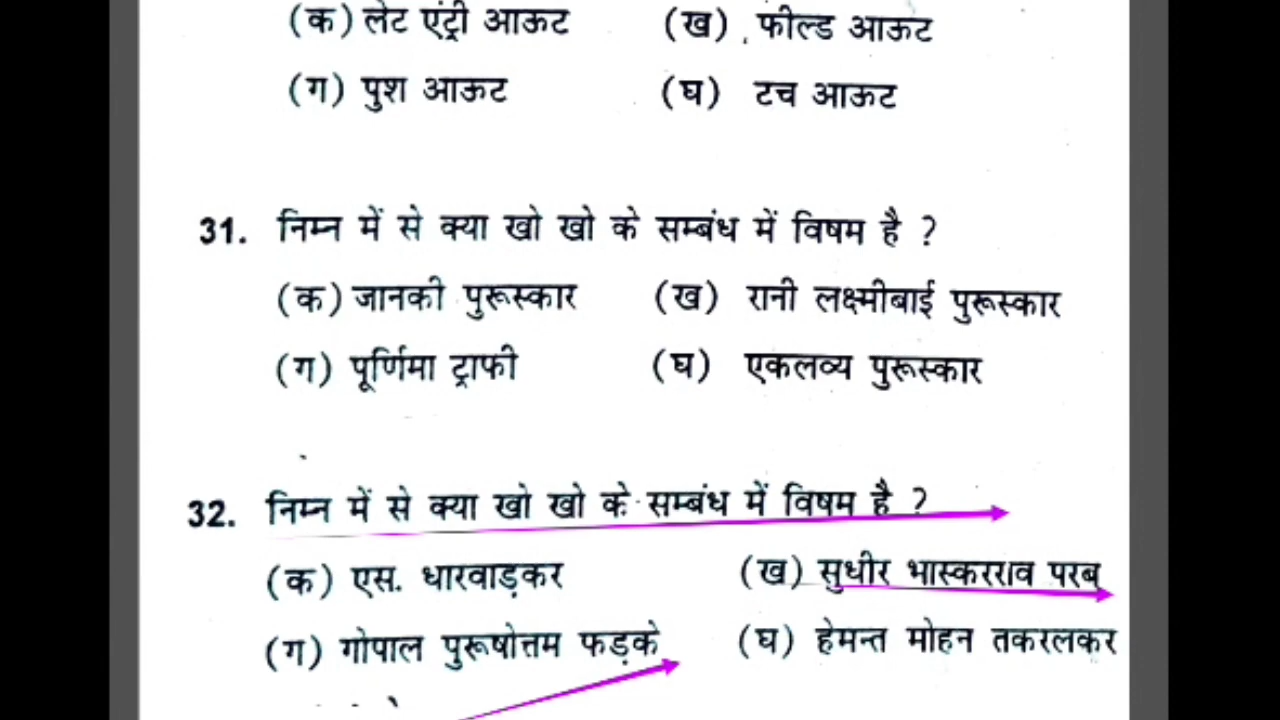 (क) लेट एंट्री आऊट (ख) फील्ड आऊट
(ग) पुश आऊट (घ) टच आऊट
31. निम्न में से क्या खो खो के सम्बंध में विषम है ?
(क) जानकी पुरूस्कार (ख) रानी लक्ष्मीबाई पुरूस्कार
(ग) पूर्णिमा ट्राफी (घ) एकलव्य पुरूस्कार
32. निम्न में से क्या खो खो के सम्बंध में विषम है ?
(क) एस. धारवाड़कर (ख) सुधीर भास्करराव परब
(ग) गोपाल पुरूषोत्तम फड़के (घ) हेमन्त मोहन तकरलकर